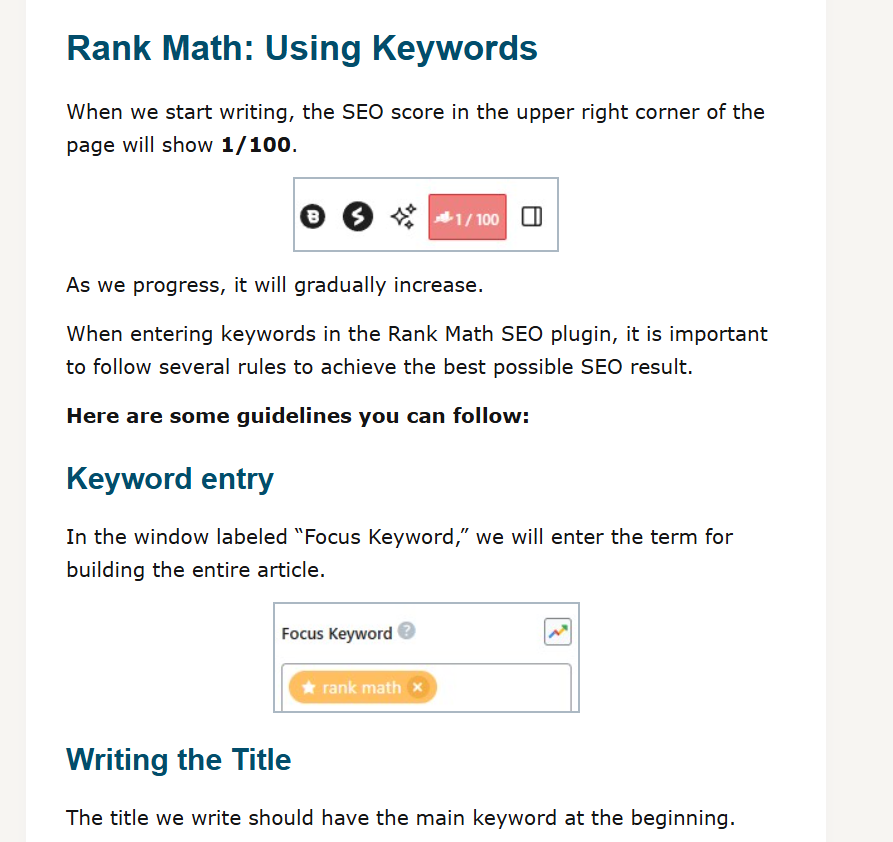 Rank Math: Using Keywords
When we start writing, the SEO score in the upper right corner of the
page will show 1/100.
1 / 100
As we progress, it will gradually increase.
When entering keywords in the Rank Math SEO plugin, it is important
to follow several rules to achieve the best possible SEO result.
Here are some guidelines you can follow:
Keyword entry
In the window labeled “Focus Keyword,” we will enter the term for
building the entire article.
Focus Keyword ?
rank math ×
Writing the Title
The title we write should have the main keyword at the beginning.